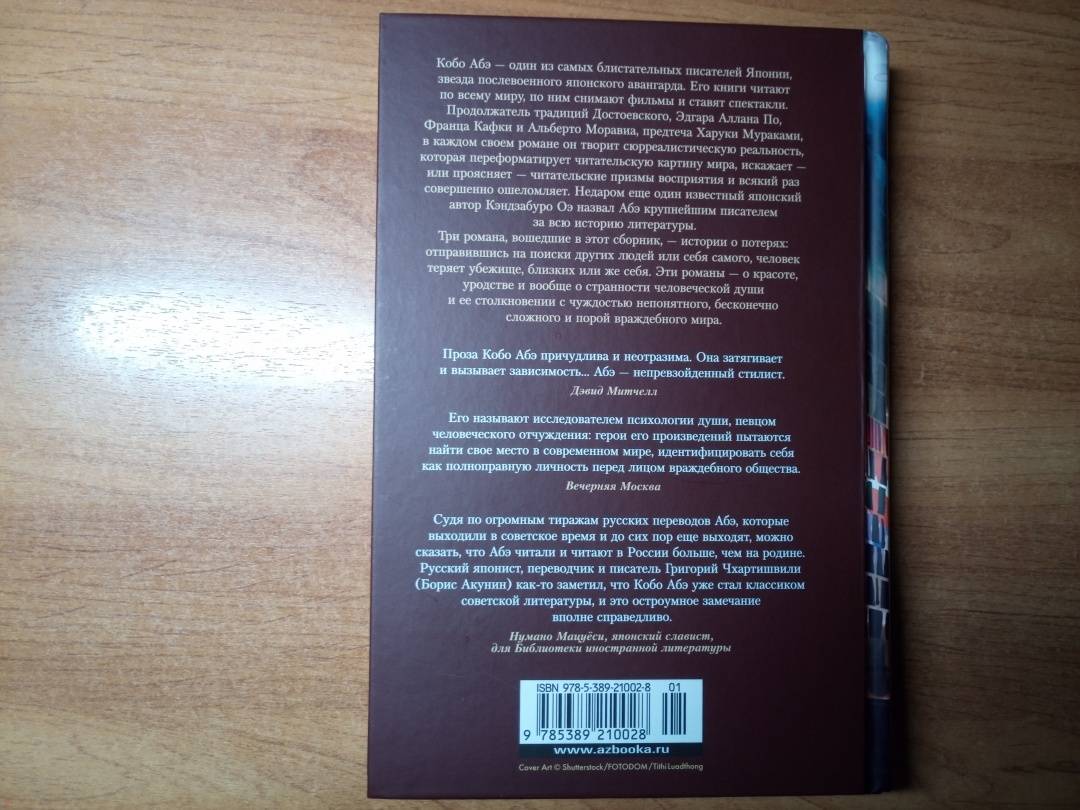 Кобо Абэ — один из самых блистательных писателей Японии,
звезда послевоенного японского авангарда. Его книги читают
по всему миру, по ним снимают фильмы и ставят спектакли.
Продолжатель традиций Достоевского, Эдгара Аллана По,
Франца Кафки и Альберто Моравиа, предтеча Харуки Мураками,
в каждом своем романе он творит сюрреалистическую реальность,
которая переформатирует читательскую картину мира, искажает —
или проясняет — читательские призмы восприятия и всякий раз
совершенно ошеломляет. Недаром еще один известный японский
автор Кэндзабуро Оэ назвал Абэ крупнейшим писателем
за всю историю литературы.
Три романа, вошедшие в этот сборник, — истории о потерях:
отправившись на поиски других людей или себя самого, человек
теряет убежище, близких или же себя. Эти романы — о красоте,
уродстве и вообще о странности человеческой души
и ее столкновении с чуждостью непонятного, бесконечно
сложного и порой враждебного мира.
Проза Кобо Абэ причудлива и неотразима. Она затягивает
и вызывает зависимость... Абэ — непревзойденный стилист.
Дэвид Митчелл
Его называют исследователем психологии души, певцом
человеческого отчуждения: герои его произведений пытаются
найти свое место в современном мире, идентифицировать себя
как полноправную личность перед лицом враждебного общества.
Вечерняя Москва
Судя по огромным тиражам русских переводов Абэ, которые
выходили в советское время и до сих пор еще выходят, можно
сказать, что Абэ читали и читают в России больше, чем на родине.
Русский японист, переводчик и писатель Григорий Чхартишвили
(Борис Акунин) как-то заметил, что Кобо Абэ уже стал классиком
советской литературы, и это остроумное замечание
вполне справедливо.
Нумано Мацуёси, японский славист,
для Библиотеки иностранной литературы
ISBN 978-5-389-21002-8 01
9 785389 210028
www.azbooka.ru
Cover Art © Shutterstock/FOTODOM/Tithi Luadthong